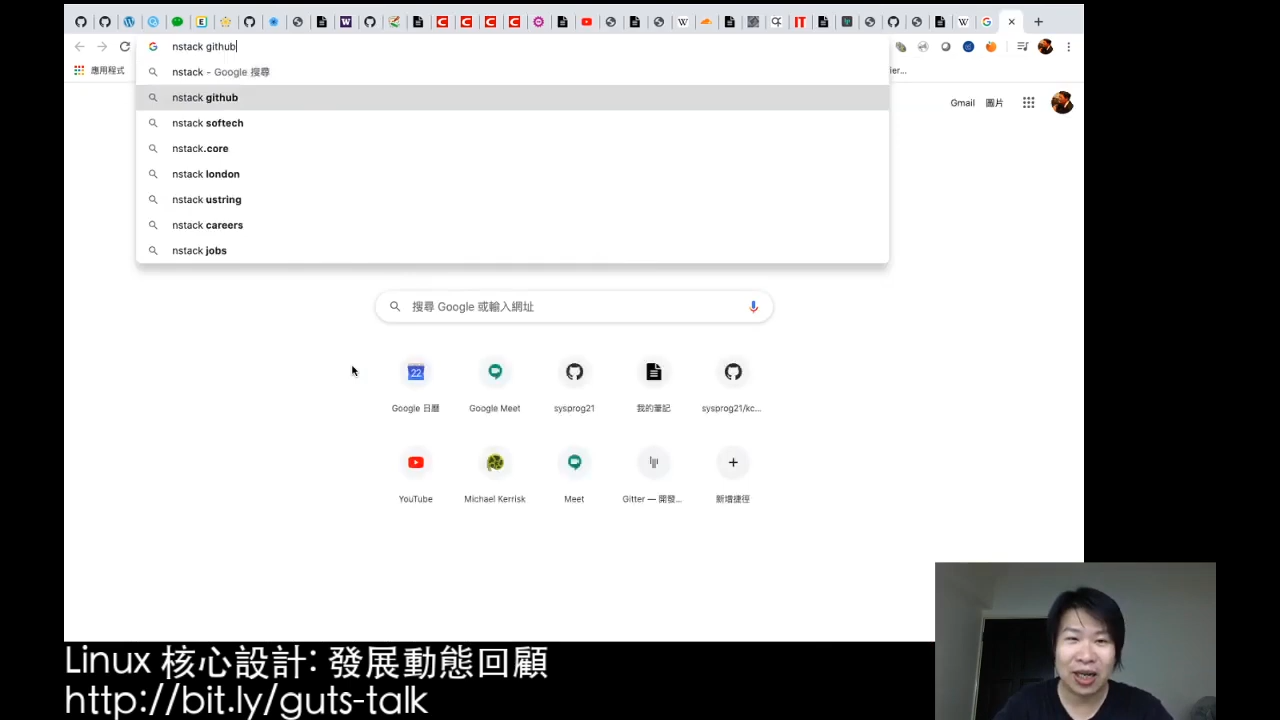 nstack github
nstack - Google 搜尋
nstack github
nstack softech
nstack.core
nstack london
nstack ustring
nstack careers
nstack jobs
應用程式
ier...
Gmail 圖片
搜尋 Google 或輸入網址
22
Google 日曆
Google Meet
sysprog21
我的筆記
sysprog21/kc...
YouTube
Michael Kerrisk
Meet
Gitter — 開發...
新增捷徑
Linux 核心設計: 發展動態回顧
http://bit.ly/guts-talk